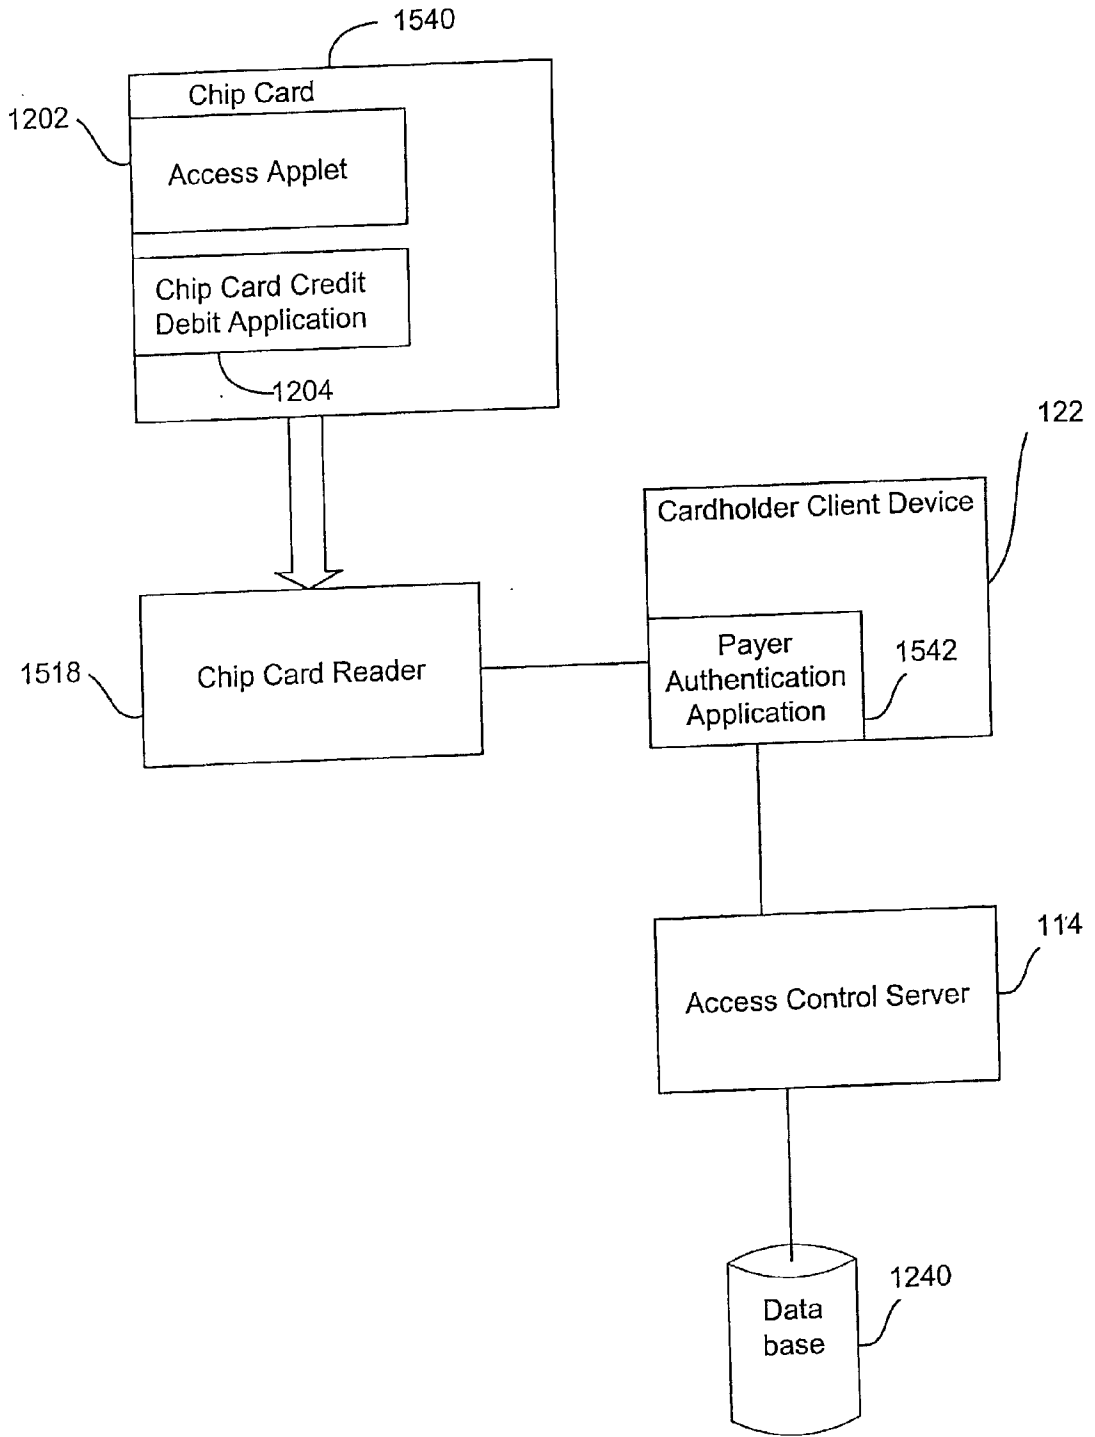 1540
Chip Card
1202
Access Applet
Chip Card Credit
Debit Application
1204
122
Cardholder Client Device
Payer
Authentication
Application
1542
Chip Card Reader
1518
114
Access Control Server
1240
Data
base